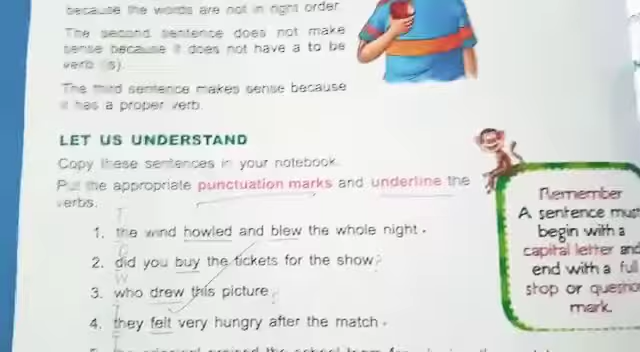 because the words are not in right order.
The second sentence does not make
sense because it does not have a to be
verb (is).
The third sentence makes sense because
it has a proper verb.
LET US UNDERSTAND
Copy these sentences in your notebook.
Put the appropriate punctuation marks and underline the
verbs.
T
1. the wind howled and blew the whole night .
D
2. did you buy the tickets for the show?
W
3. who drew this picture?
T
4. they felt very hungry after the match .
Remember
A sentence must
begin with a
capital letter and
end with a full
stop or question
mark.